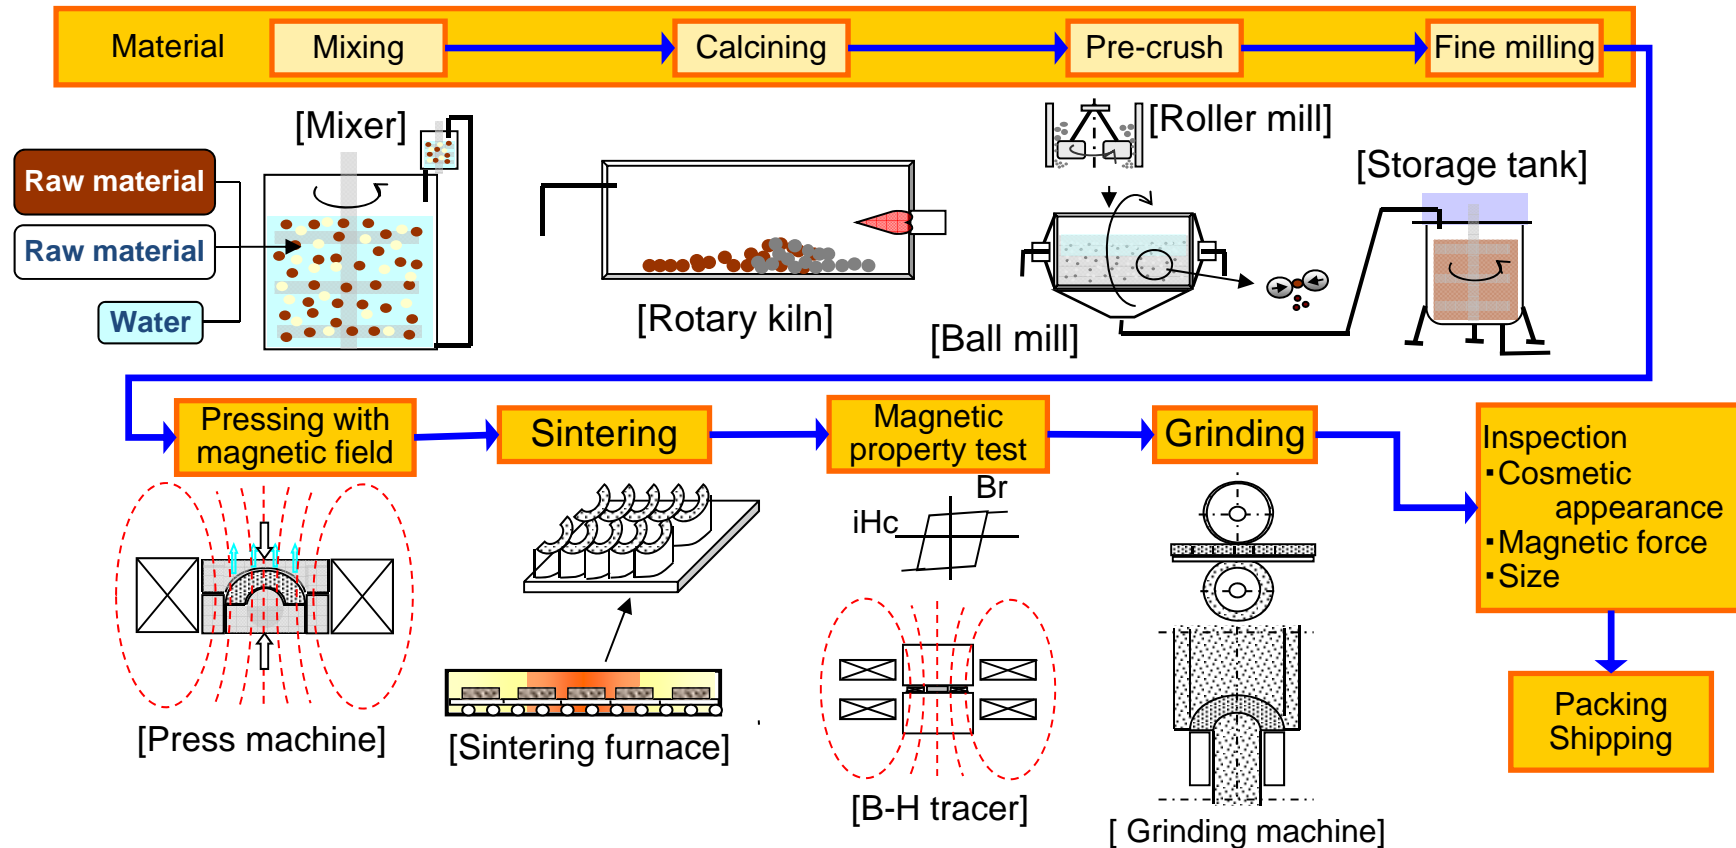 Material
Mixing
Calcining
Pre-crush
Fine milling
[Mixer]
[Roller mill]
[Storage tank]
Raw material
Raw material
Water
[Rotary kiln]
[Ball mill]
Pressing with
magnetic field
Sintering
Magnetic
property test
Grinding
Inspection
・Cosmetic
appearance
・Magnetic force
・Size
Br
iHc
[Press machine]
[Sintering furnace]
[B-H tracer]
[ Grinding machine]
Packing
Shipping